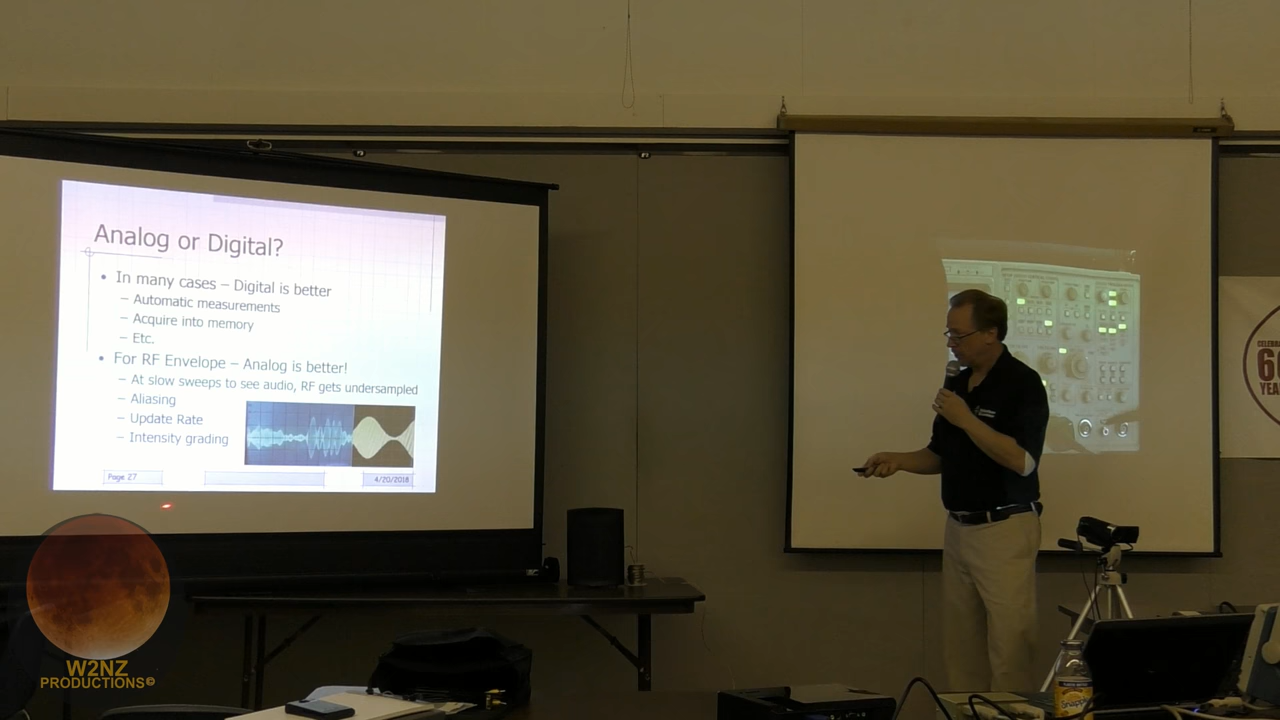 Analog or Digital?
• In many cases – Digital is better
– Automatic measurements
– Acquire into memory
– Etc.
• For RF Envelope – Analog is better!
– At slow sweeps to see audio, RF gets undersampled
– Aliasing
– Update Rate
– Intensity grading
Page 27
4/20/2018
W2NZ
PRODUCTIONS©
Snapple